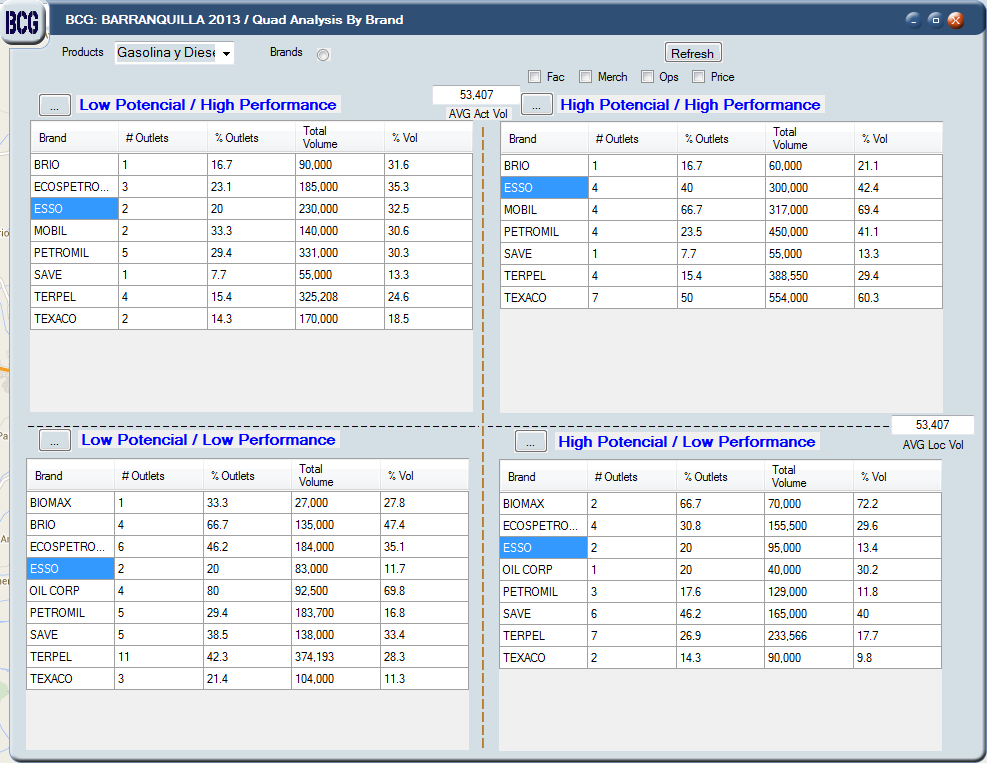 BCG BCG: BARRANQUILLA 2013 / Quad Analysis By Brand
Products Gasolina y Diese Brands Refresh
Fac Merch Ops Price
... Low Potencial / High Performance 53,407 ... High Potencial / High Performance
AVG Act Vol
Brand # Outlets % Outlets Total Volume % Vol
BRIO 1 16.7 90,000 31.6
ECOSPETRO... 3 23.1 185,000 35.3
ESSO 2 20 230,000 32.5
MOBIL 2 33.3 140,000 30.6
PETROMIL 5 29.4 331,000 30.3
SAVE 1 7.7 55,000 13.3
TERPEL 4 15.4 325,208 24.6
TEXACO 2 14.3 170,000 18.5
Brand # Outlets % Outlets Total Volume % Vol
BRIO 1 16.7 60,000 21.1
ESSO 4 40 300,000 42.4
MOBIL 4 66.7 317,000 69.4
PETROMIL 4 23.5 450,000 41.1
SAVE 1 7.7 55,000 13.3
TERPEL 4 15.4 388,550 29.4
TEXACO 7 50 554,000 60.3
... Low Potencial / Low Performance
Brand # Outlets % Outlets Total Volume % Vol
BIOMAX 1 33.3 27,000 27.8
BRIO 4 66.7 135,000 47.4
ECOSPETRO... 6 46.2 184,000 35.1
ESSO 2 20 83,000 11.7
OIL CORP 4 80 92,500 69.8
PETROMIL 5 29.4 183,700 16.8
SAVE 5 38.5 138,000 33.4
TERPEL 11 42.3 374,193 28.3
TEXACO 3 21.4 104,000 11.3
... High Potencial / Low Performance
53,407
AVG Loc Vol
Brand # Outlets % Outlets Total Volume % Vol
BIOMAX 2 66.7 70,000 72.2
ECOSPETRO... 4 30.8 155,500 29.6
ESSO 2 20 95,000 13.4
OIL CORP 1 20 40,000 30.2
PETROMIL 3 17.6 129,000 11.8
SAVE 6 46.2 165,000 40
TERPEL 7 26.9 233,566 17.7
TEXACO 2 14.3 90,000 9.8